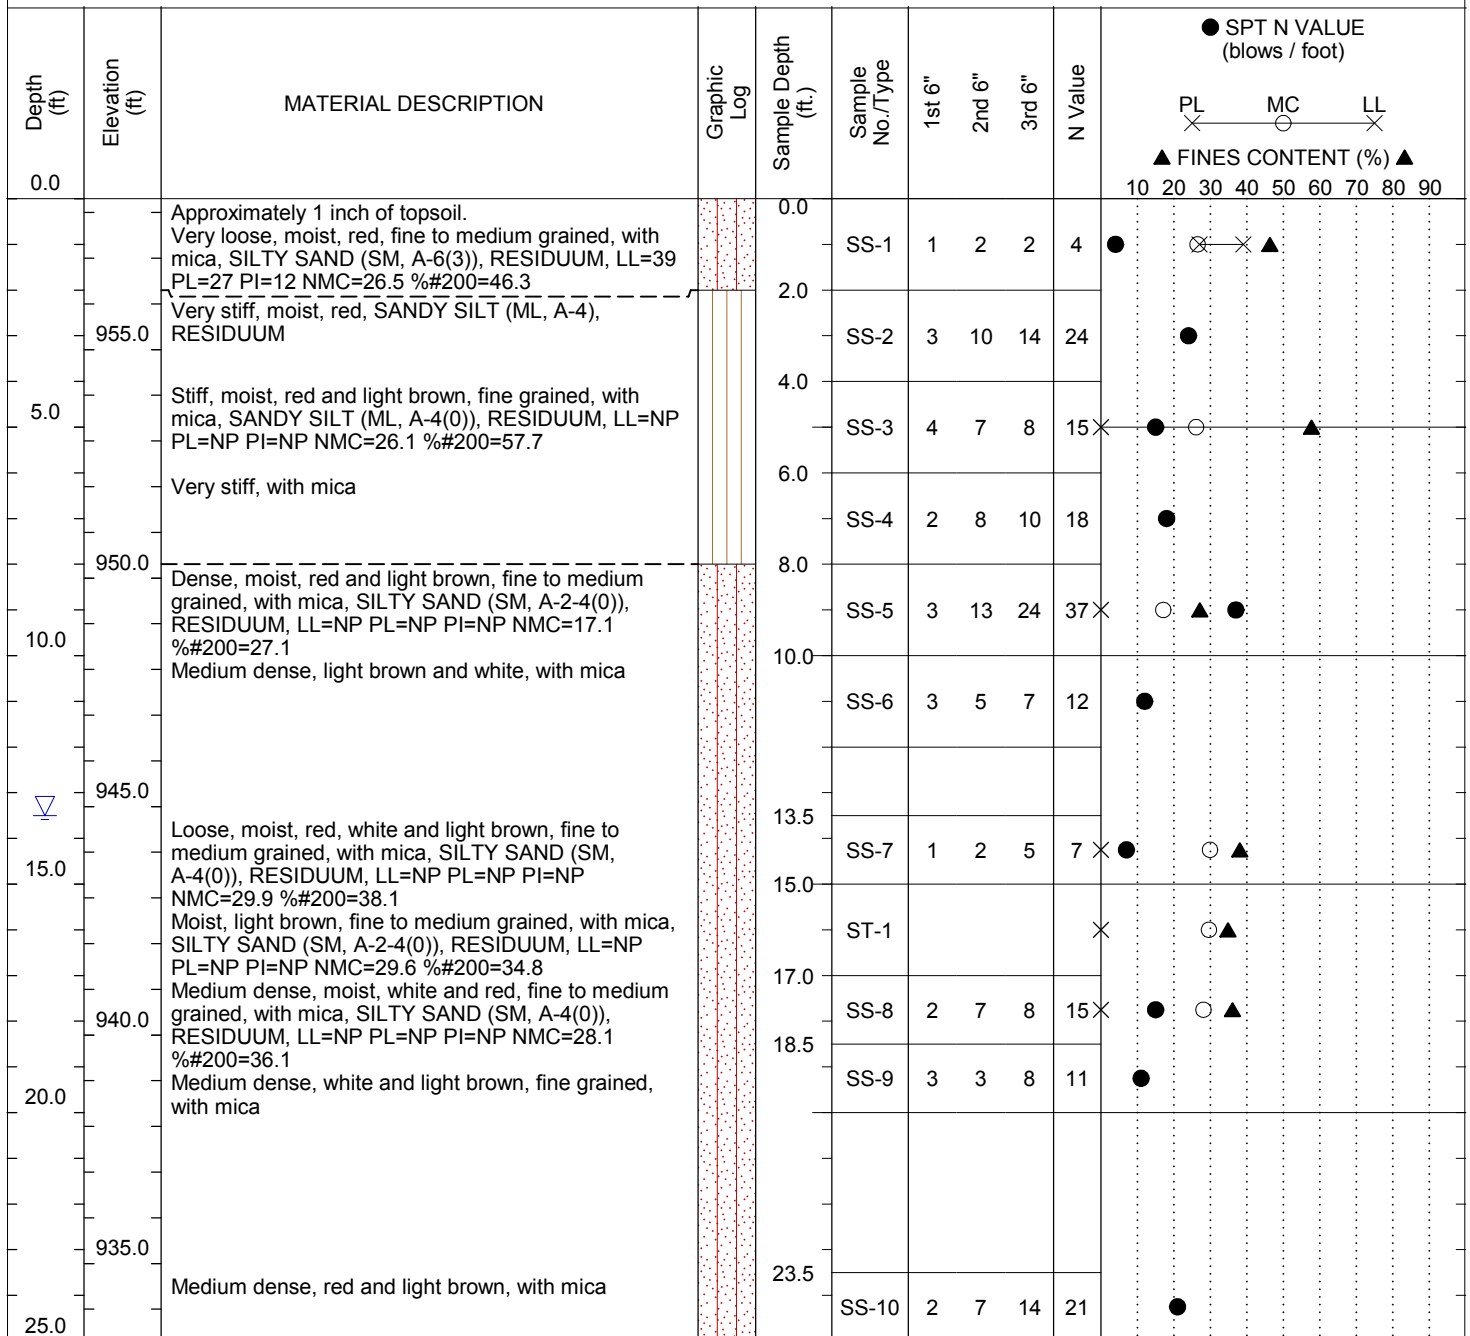 Depth (ft)
Elevation (ft)
MATERIAL DESCRIPTION
Graphic Log
Sample Depth (ft.)
Sample No./Type
1st 6"
2nd 6"
3rd 6"
N Value
SPT N VALUE
(blows / foot)
PL MC LL
FINES CONTENT (%)
0.0
10 20 30 40 50 60 70 80 90
Approximately 1 inch of topsoil.
0.0
Very loose, moist, red, fine to medium grained, with
mica, SILTY SAND (SM, A-6(3)), RESIDUUM, LL=39
PL=27 PI=12 NMC=26.5 %#200=46.3
SS-1 1 2 2 4
2.0
Very stiff, moist, red, SANDY SILT (ML, A-4),
RESIDUUM
955.0
SS-2 3 10 14 24
4.0
Stiff, moist, red and light brown, fine grained, with
mica, SANDY SILT (ML, A-4(0)), RESIDUUM, LL=NP
PL=NP PI=NP NMC=26.1 %#200=57.7
5.0
SS-3 4 7 8 15
6.0
Very stiff, with mica
SS-4 2 8 10 18
950.0
8.0
Dense, moist, red and light brown, fine to medium
grained, with mica, SILTY SAND (SM, A-2-4(0)),
RESIDUUM, LL=NP PL=NP PI=NP NMC=17.1
%#200=27.1
SS-5 3 13 24 37
10.0
10.0
Medium dense, light brown and white, with mica
SS-6 3 5 7 12
945.0
13.5
Loose, moist, red, white and light brown, fine to
medium grained, with mica, SILTY SAND (SM,
A-4(0)), RESIDUUM, LL=NP PL=NP PI=NP
NMC=29.9 %#200=38.1
SS-7 1 2 5 7
15.0
15.0
Moist, light brown, fine to medium grained, with mica,
SILTY SAND (SM, A-2-4(0)), RESIDUUM, LL=NP
PL=NP PI=NP NMC=29.6 %#200=34.8
ST-1
17.0
Medium dense, moist, white and red, fine to medium
grained, with mica, SILTY SAND (SM, A-4(0)),
RESIDUUM, LL=NP PL=NP PI=NP NMC=28.1
%#200=36.1
940.0
SS-8 2 7 8 15
18.5
Medium dense, white and light brown, fine grained,
with mica
SS-9 3 3 8 11
20.0
935.0
23.5
Medium dense, red and light brown, with mica
SS-10 2 7 14 21
25.0